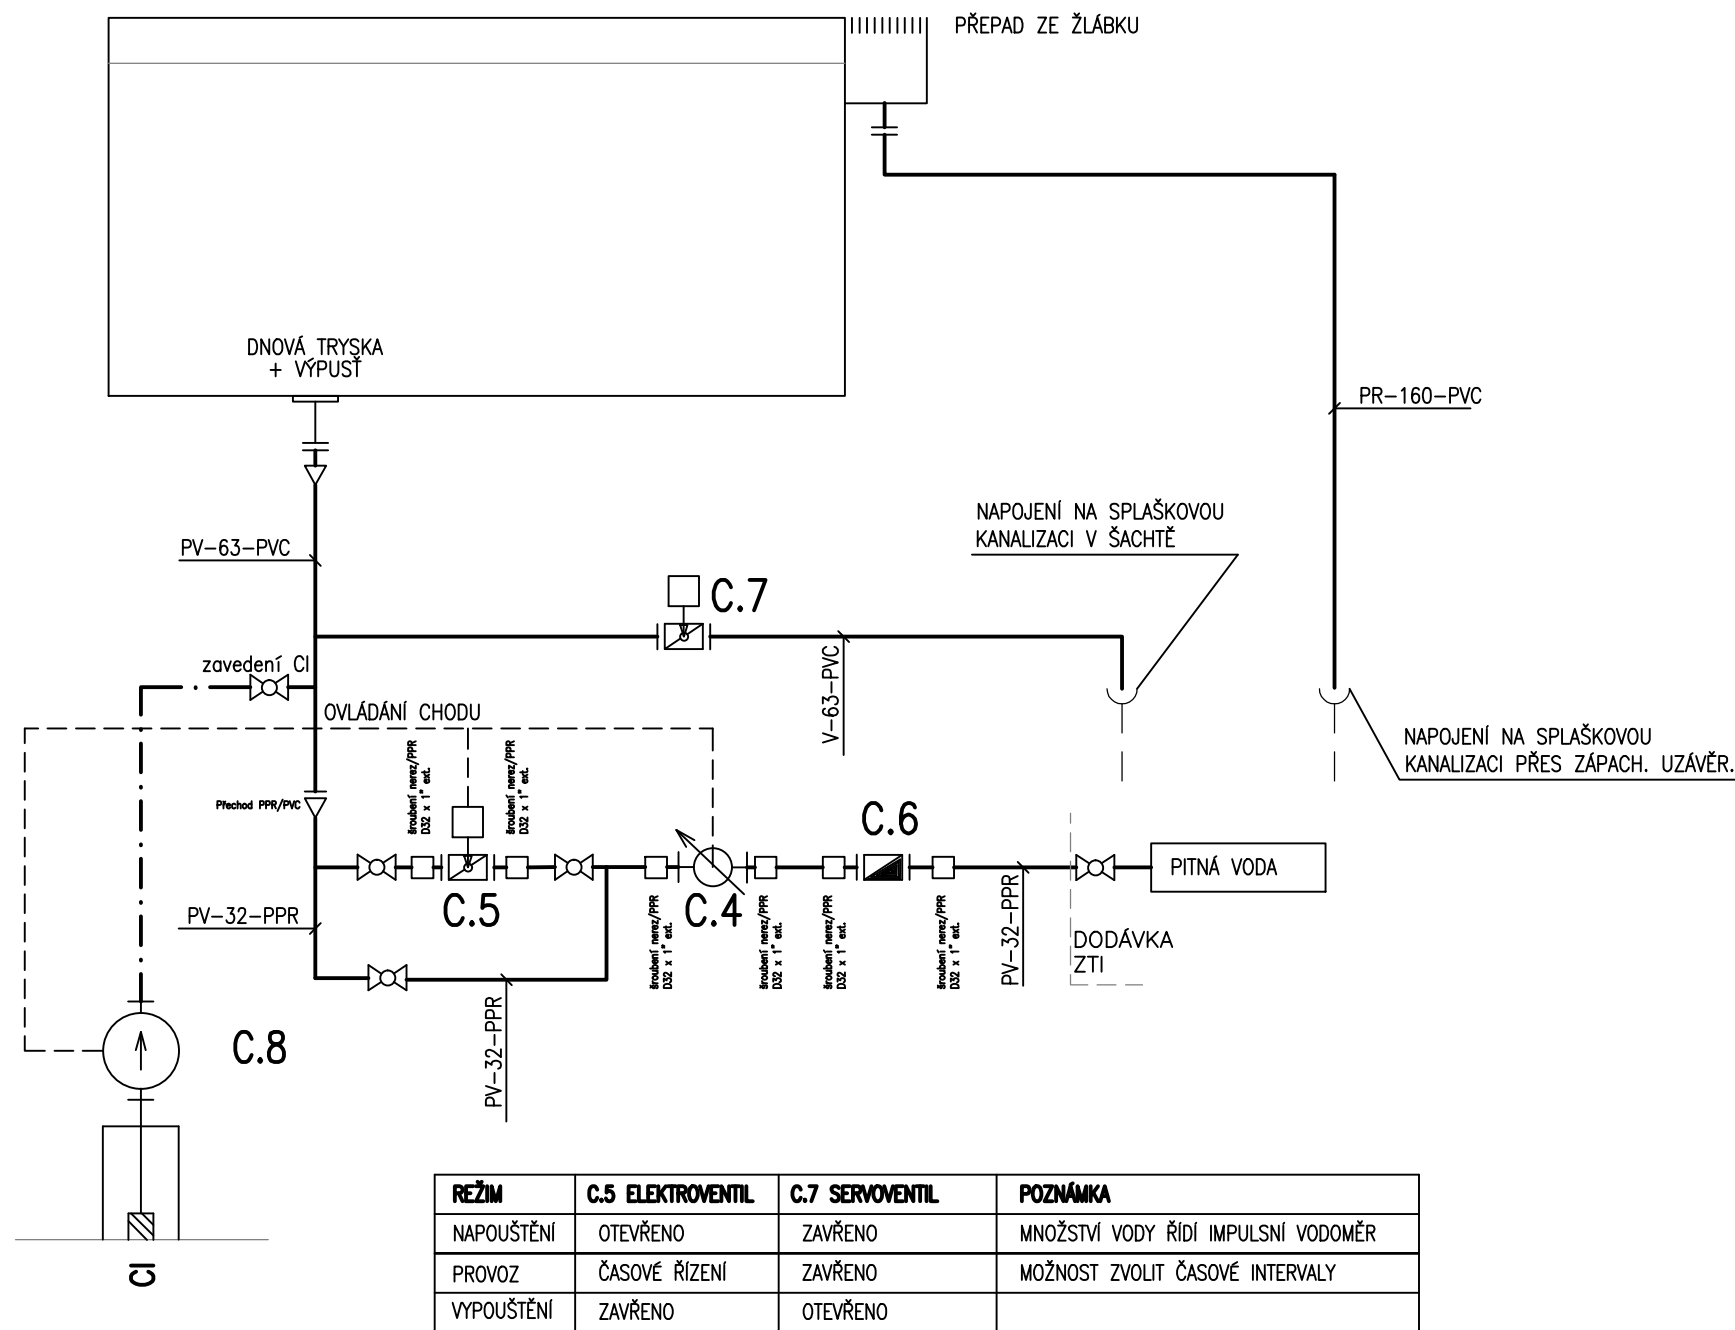 PŘEPAD ZE ŽLÁBKU
DNOVÁ TRYSKA
+ VÝPUSŤ
PR-160-PVC
NAPOJENÍ NA SPLAŠKOVOU
KANALIZACI V ŠACHTĚ
PV-63-PVC
C.7
zavedení Cl
V-63-PVC
OVLÁDÁNÍ CHODU
NAPOJENÍ NA SPLAŠKOVOU
KANALIZACI PŘES ZÁPACH. UZÁVĚR.
šroubení nerez/PPR
D32 x 1" ext.
šroubení nerez/PPR
D32 x 1" ext.
Přechod PPR/PVC
C.6
PITNÁ VODA
C.5
C.4
PV-32-PPR
šroubení nerez/PPR
D32 x 1" ext.
šroubení nerez/PPR
D32 x 1" ext.
šroubení nerez/PPR
D32 x 1" ext.
šroubení nerez/PPR
D32 x 1" ext.
PV-32-PPR
DODÁVKA
ZTI
C.8
PV-32-PPR
Cl
REŽIM C.5 ELEKTROVENTIL C.7 SERVOVENTIL POZNÁMKA
NAPOUŠTĚNÍ OTEVŘENO ZAVŘENO MNOŽSTVÍ VODY ŘÍDÍ IMPULSNÍ VODOMĚR
PROVOZ ČASOVÉ ŘÍZENÍ ZAVŘENO MOŽNOST ZVOLIT ČASOVÉ INTERVALY
VYPOUŠTĚNÍ ZAVŘENO OTEVŘENO